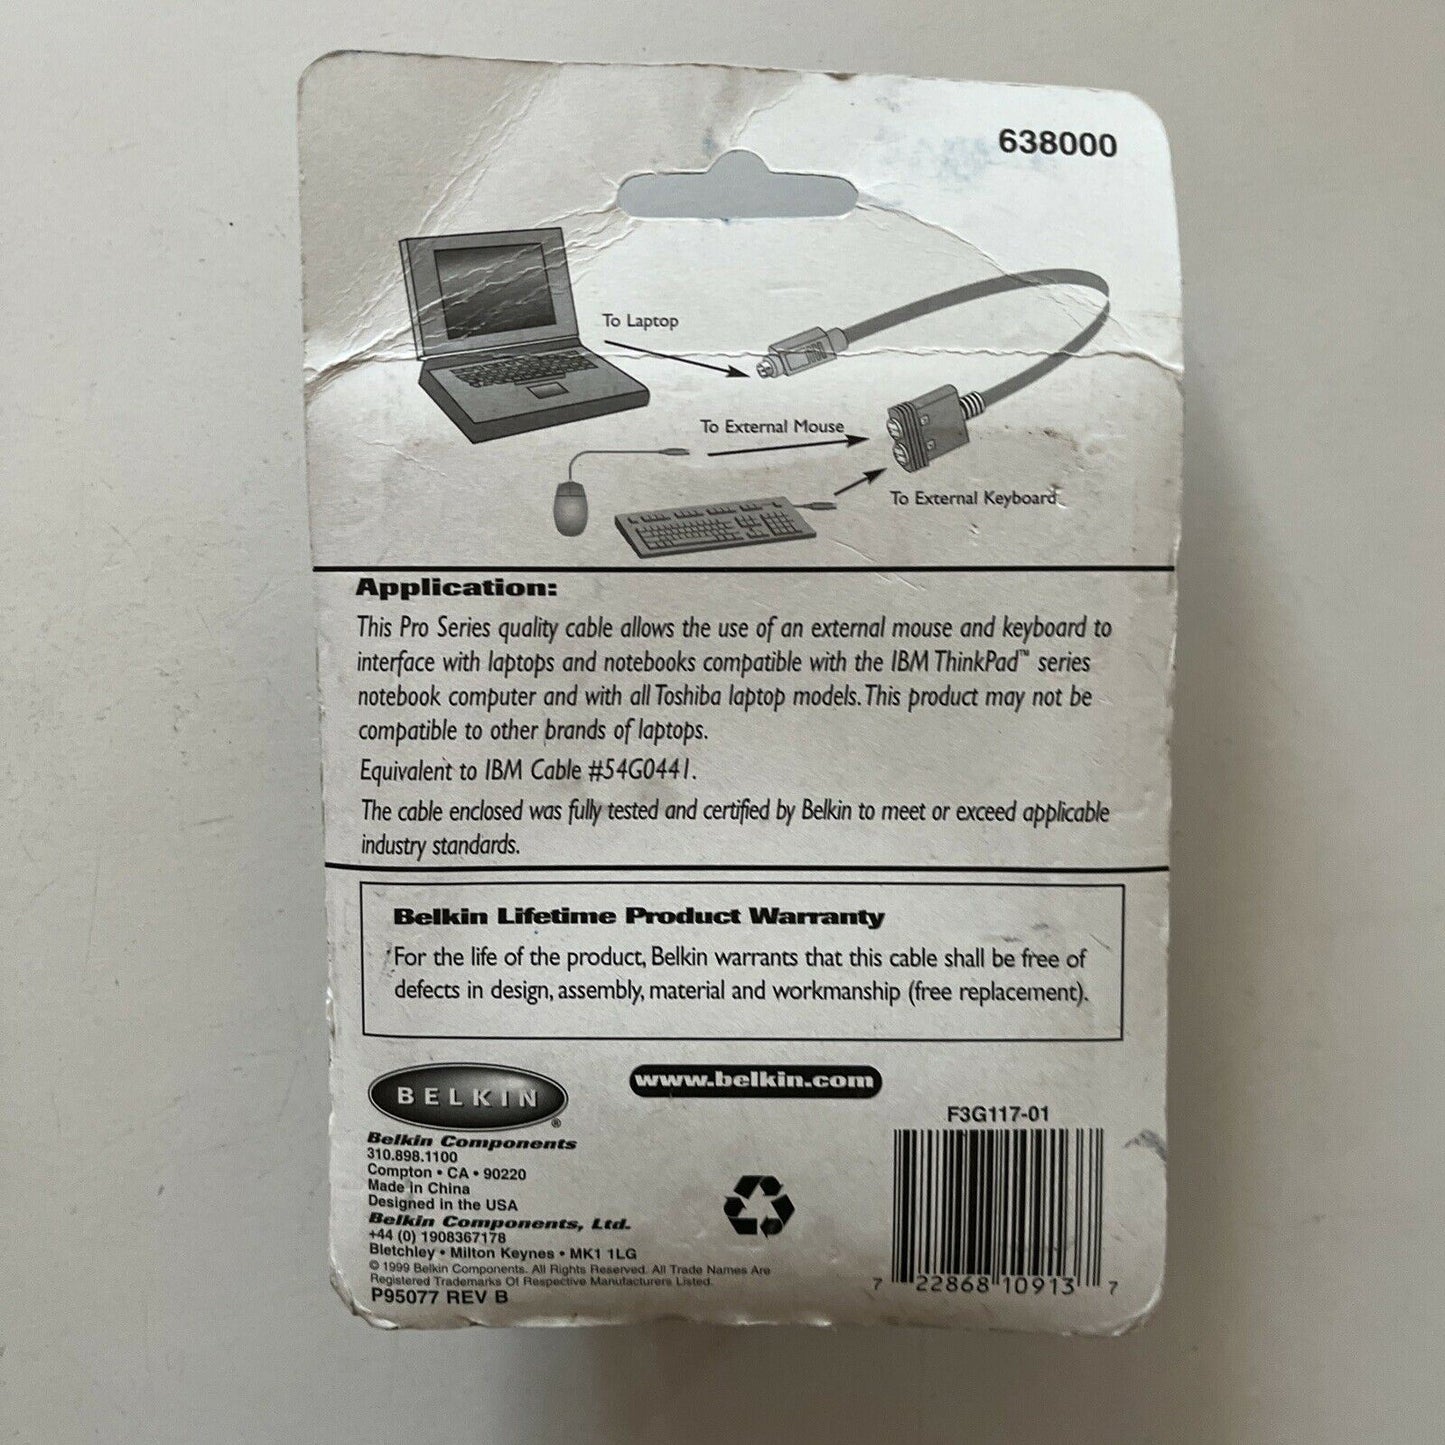 638000
To Laptop
To External Mouse
To External Keyboard
Application:
This Pro Series quality cable allows the use of an external mouse and keyboard to
interface with laptops and notebooks compatible with the IBM ThinkPad™ series
notebook computer and with all Toshiba laptop models. This product may not be
compatible to other brands of laptops.
Equivalent to IBM Cable #54G0441.
The cable enclosed was fully tested and certified by Belkin to meet or exceed applicable
industry standards.
Belkin Lifetime Product Warranty
For the life of the product, Belkin warrants that this cable shall be free of
defects in design, assembly, material and workmanship (free replacement).
BELKIN®
www.belkin.com
Belkin Components
310.898.1100
Compton • CA • 90220
Made in China
Designed in the USA
Belkin Components, Ltd.
+44 (0) 1908367178
Bletchley • Milton Keynes • MK1 1LG
© 1999 Belkin Components. All Rights Reserved. All Trade Names Are
Registered Trademarks Of Respective Manufacturers Listed.
P95077 REV B
F3G117-01
7 22868 10913 7